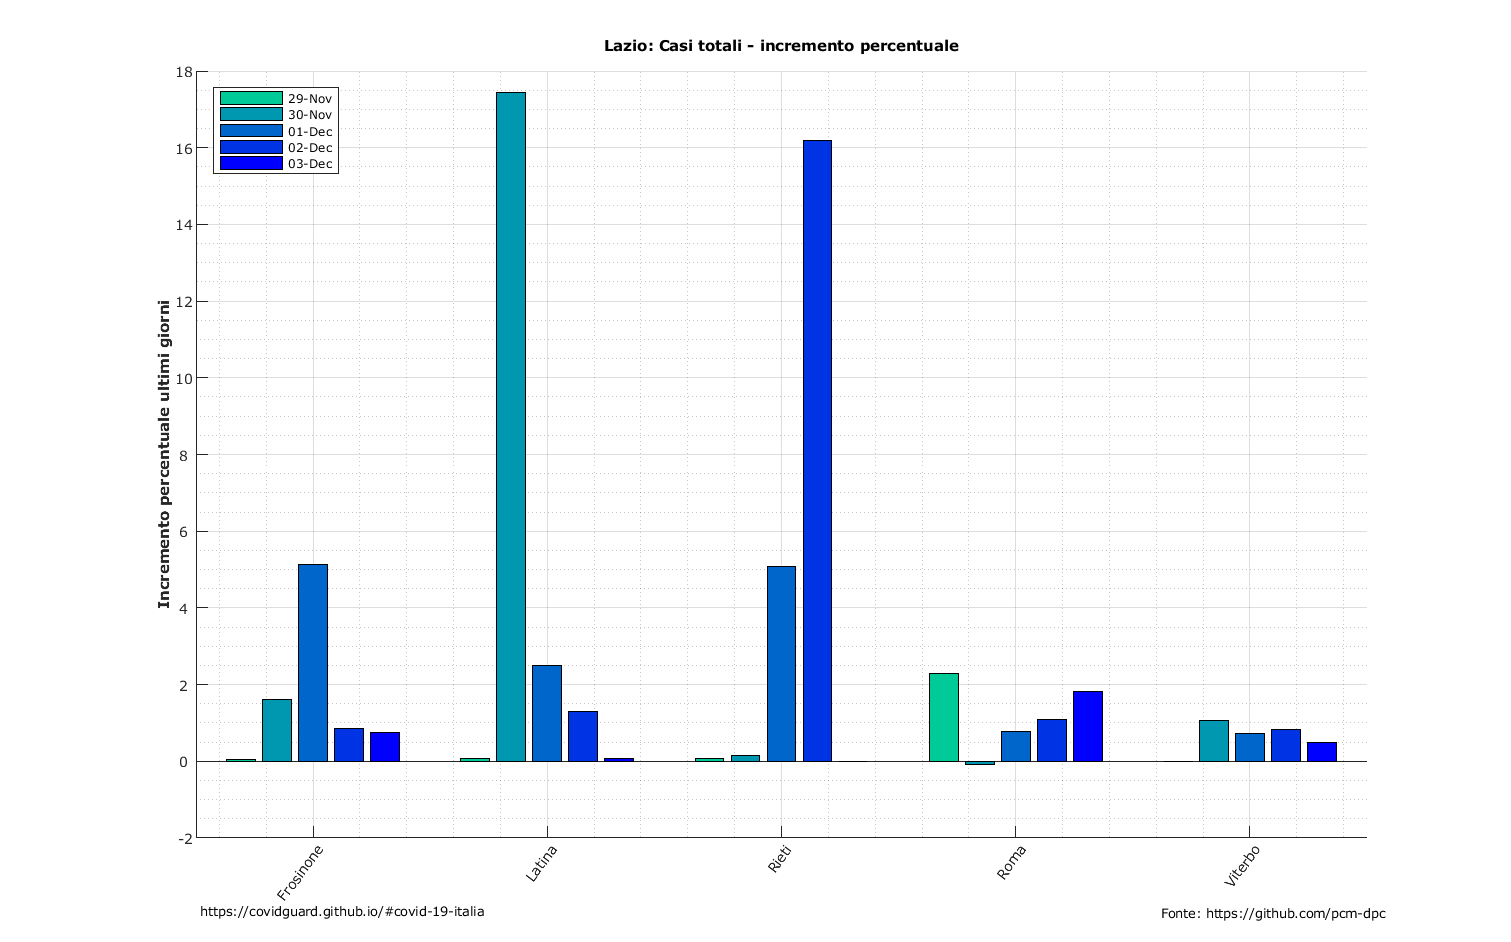 Lazio: Casi totali - incremento percentuale
Incremento percentuale ultimi giorni
18
16
14
12
10
8
6
4
2
0
-2
29-Nov
30-Nov
01-Dec
02-Dec
03-Dec
Frosinone
Latina
Rieti
Roma
Viterbo
https://covidguard.github.io/#covid-19-italia
Fonte: https://github.com/pcm-dpc